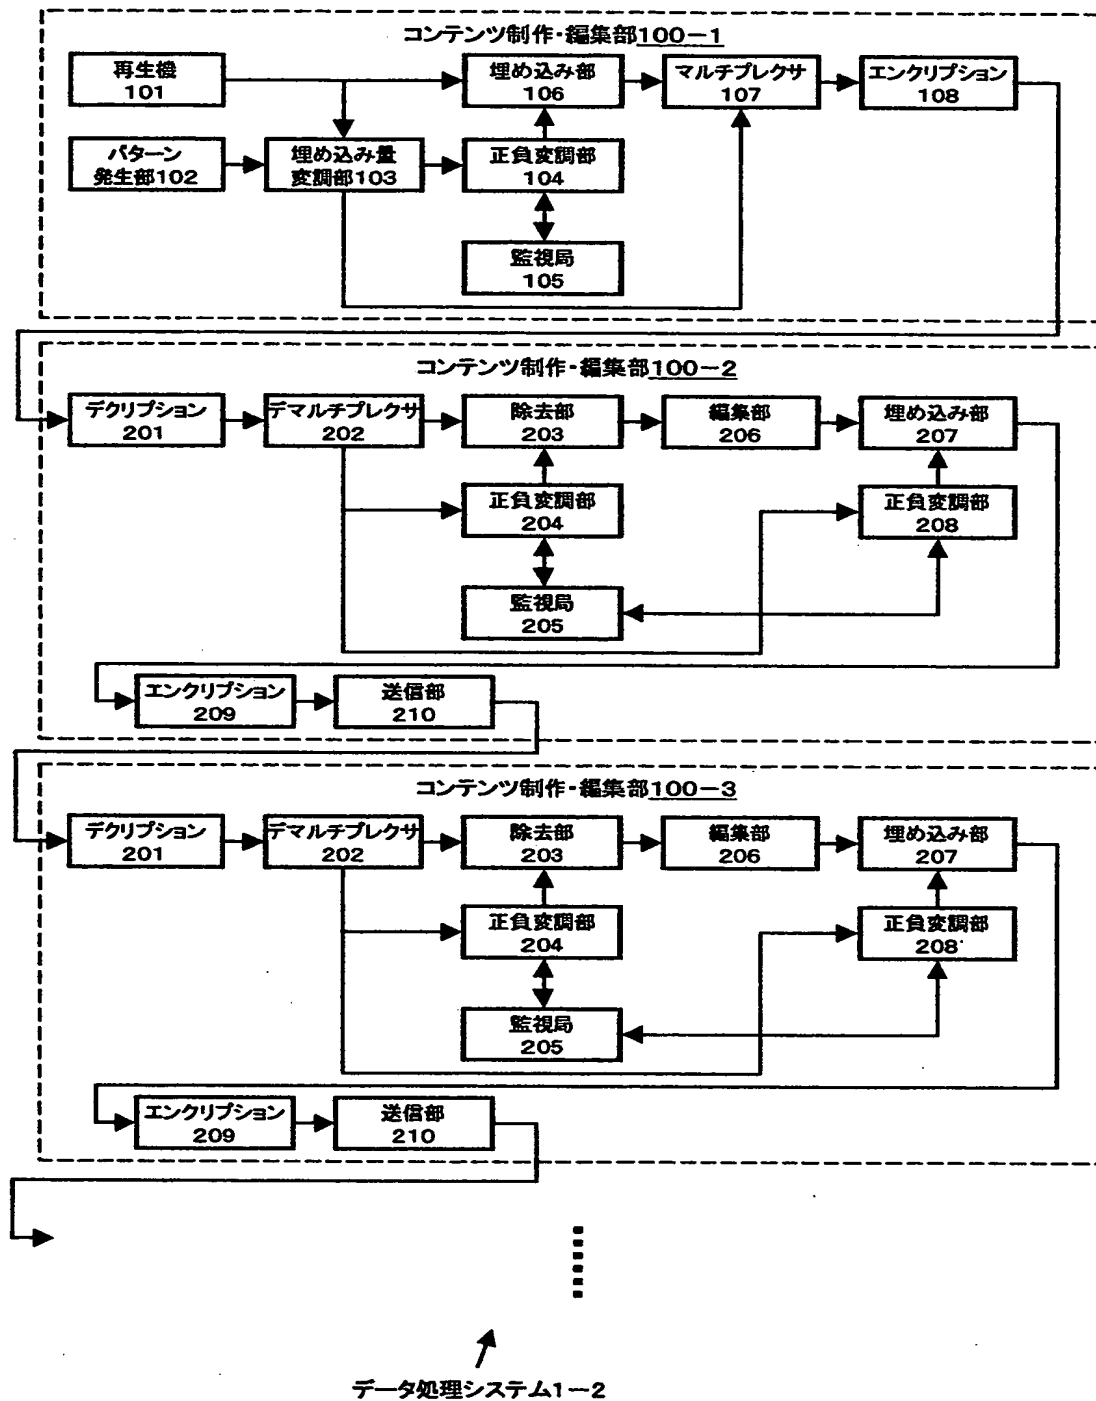 コンテンツ制作・編集部100-1
再生機
101
埋め込み部
106
マルチプレクサ
107
エンクリプション
108
パターン
発生部102
埋め込み量
変調部103
正負変調部
104
監視局
105
コンテンツ制作・編集部100-2
デクリプション
201
デマルチプレクサ
202
除去部
203
編集部
206
埋め込み部
207
正負変調部
204
正負変調部
208
監視局
205
エンクリプション
209
送信部
210
コンテンツ制作・編集部100-3
デクリプション
201
デマルチプレクサ
202
除去部
203
編集部
206
埋め込み部
207
正負変調部
204
正負変調部
208
監視局
205
エンクリプション
209
送信部
210
データ処理システム1-2